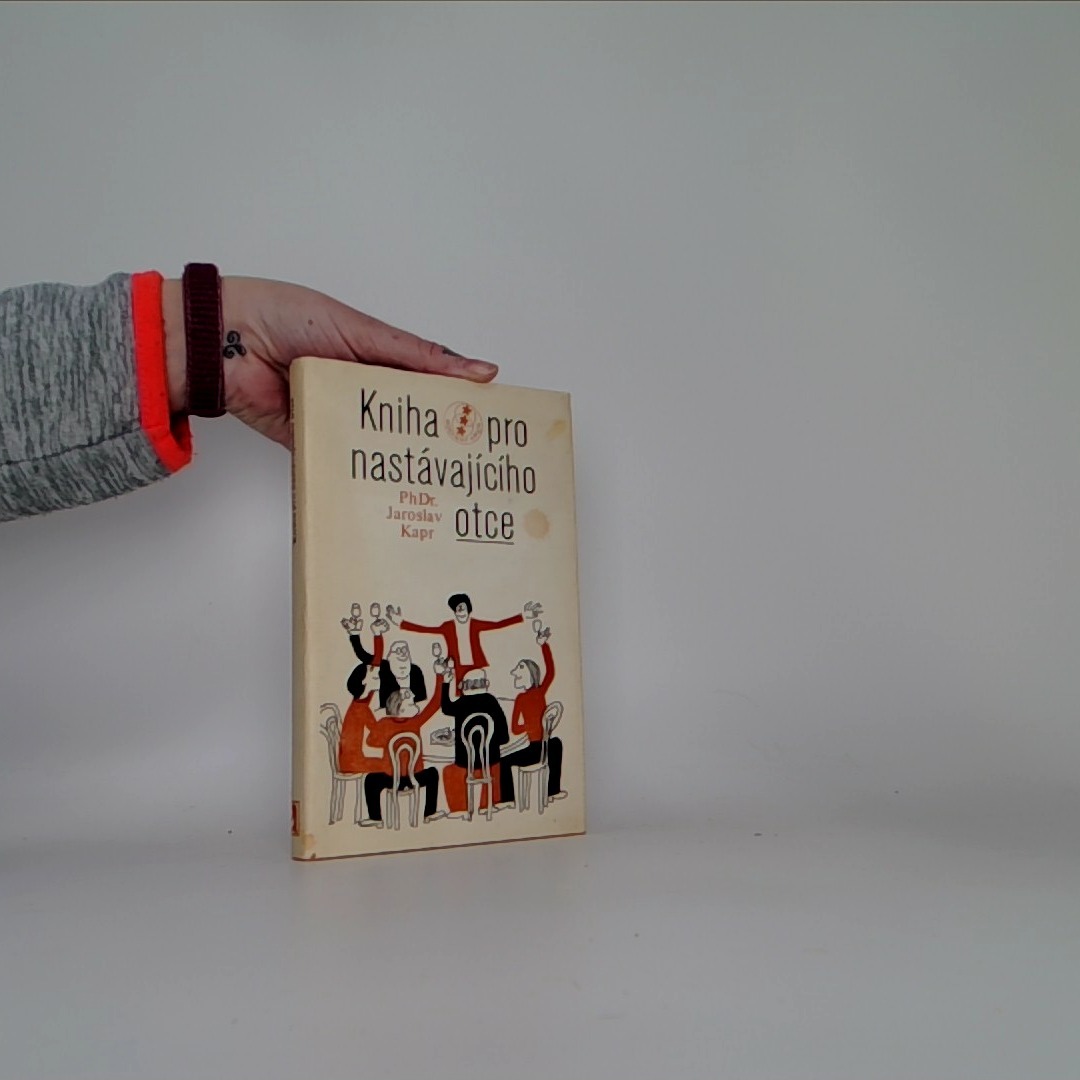 Kniha pro
nastávajícího
otce
PhDr.
Jaroslav
Kapr